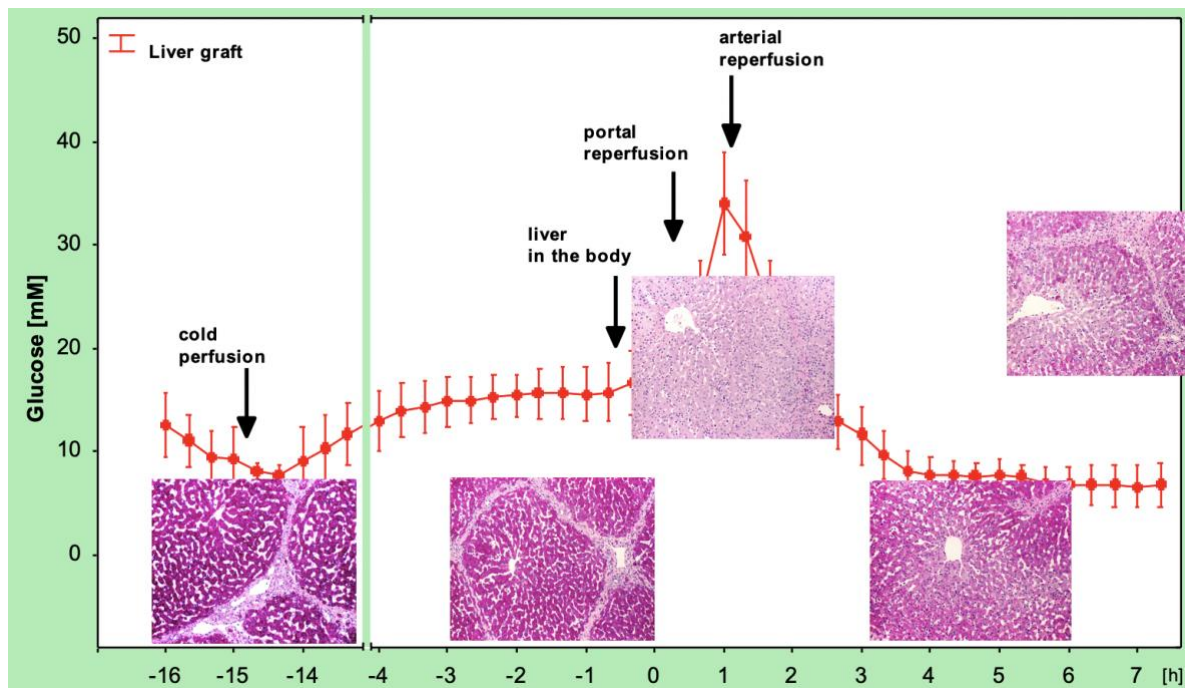 50
Liver graft
arterial
reperfusion
40
portal
reperfusion
30
liver
in the body
Glucose [mM]
20
cold
perfusion
10
0
-16 -15 -14 -4 -3 -2 -1 0 1 2 3 4 5 6 7 [h]